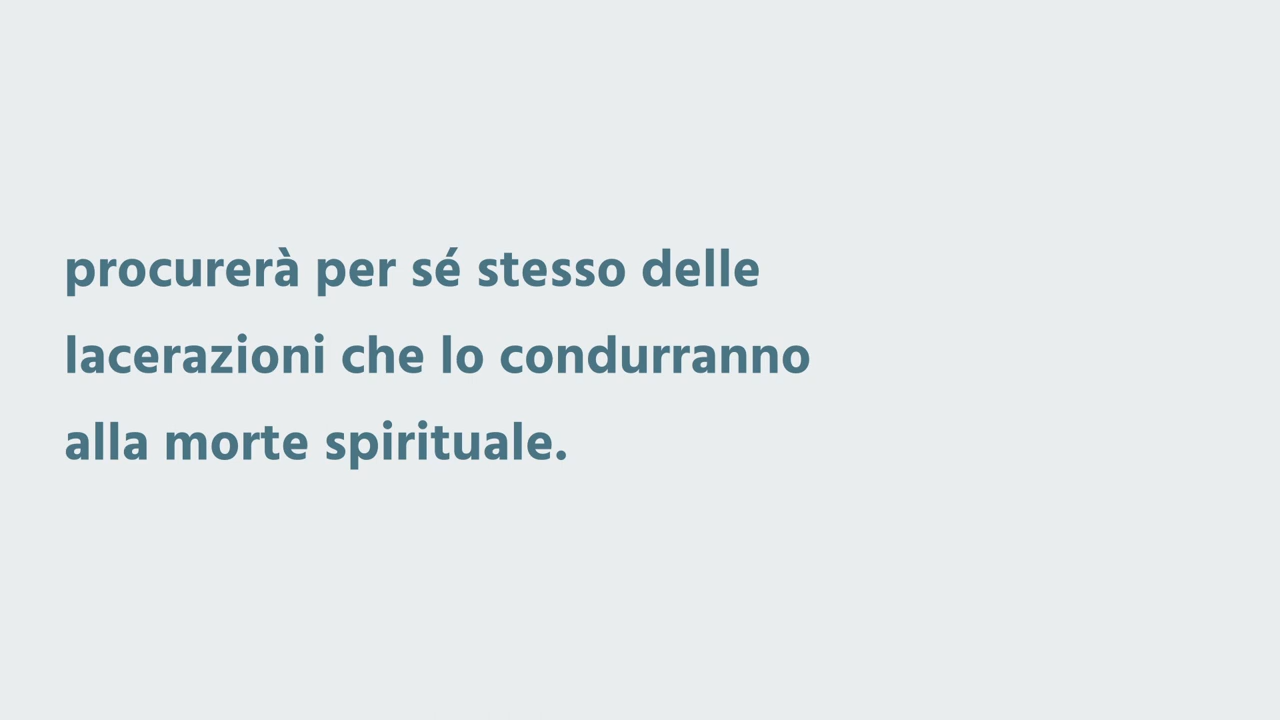 procurerà per sé stesso delle
lacerazioni che lo condurranno
alla morte spirituale.